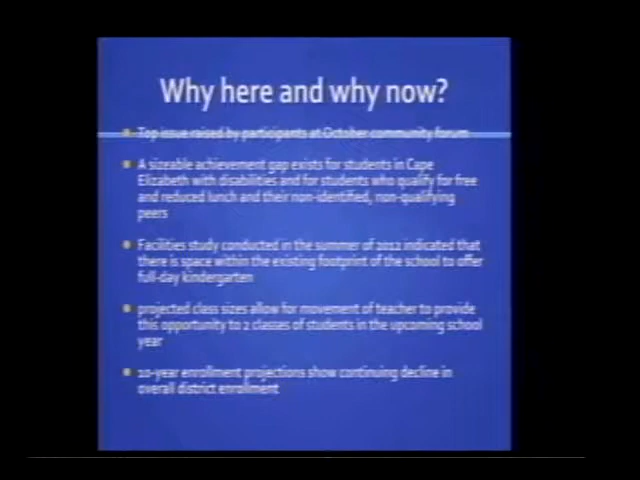 Why here and why now?
Top issue raised by participants at October community forum
A sizeable achievement gap exists for students in Cape
Elizabeth with disabilities and for students who qualify for free
and reduced lunch and their non-identified, non-qualifying
peers
Facilities study conducted in the summer of 2012 indicated that
there is space within the existing footprint of the school to offer
full-day kindergarten
projected class sizes allow for movement of teacher to provide
this opportunity to 2 classes of students in the upcoming school
year
10-year enrollment projections show continuing decline in
overall district enrollment